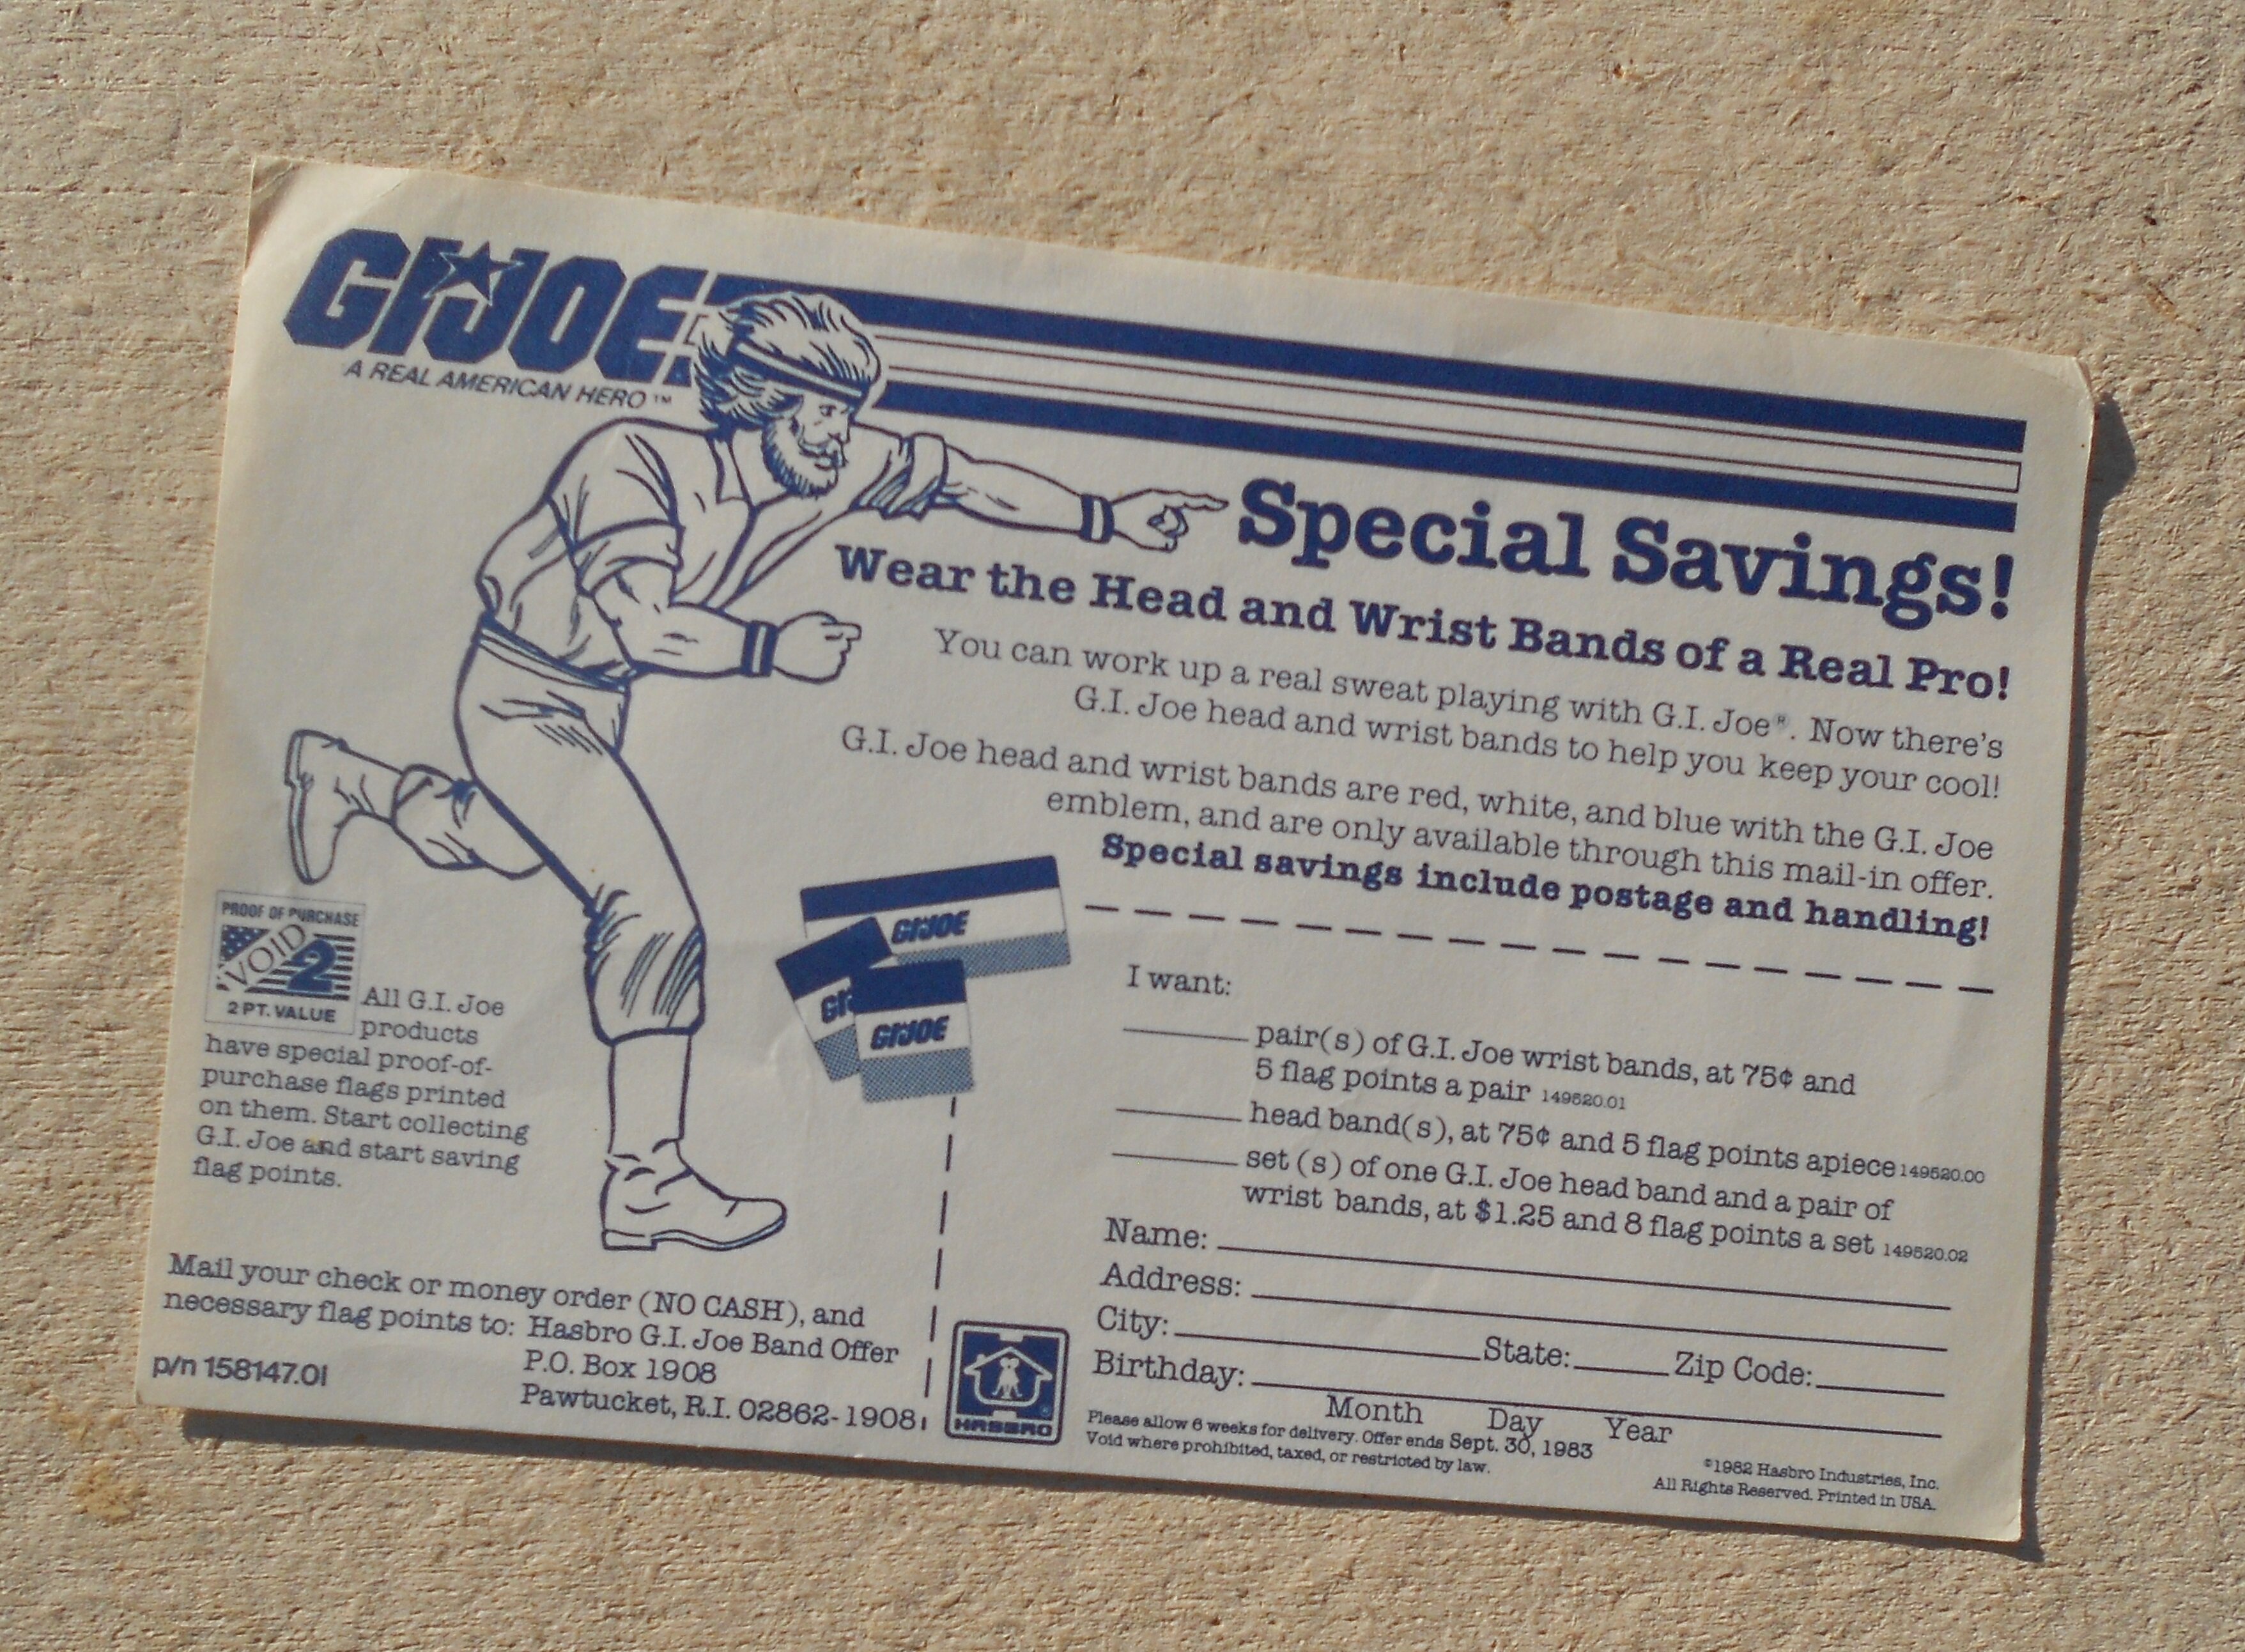 GI JOE
A REAL AMERICAN HERO ™
Special Savings!
Wear the Head and Wrist Bands of a Real Pro!
You can work up a real sweat playing with G.I. Joe®. Now there's
G.I. Joe head and wrist bands to help you keep your cool!
G.I. Joe head and wrist bands are red, white, and blue with the G.I. Joe
emblem, and are only available through this mail-in offer.
Special savings include postage and handling!
GI JOE
GI
GI JOE
PROOF OF PURCHASE
VOID
2
2 PT. VALUE
All G.I. Joe
products
have special proof-of-
purchase flags printed
on them. Start collecting
G.I. Joe and start saving
flag points.
Mail your check or money order (NO CASH), and
necessary flag points to: Hasbro G.I. Joe Band Offer
P.O. Box 1908
Pawtucket, R.I. 02862-1908
p/n 158147.01
I want:
pair(s) of G.I. Joe wrist bands, at 75¢ and
5 flag points a pair 149520.01
head band(s), at 75¢ and 5 flag points apiece 149520.00
set (s) of one G.I. Joe head band and a pair of
wrist bands, at $1.25 and 8 flag points a set 149520.02
Name:
Address:
City: State: Zip Code:
Birthday:
Month Day Year
HASBRO ®
Please allow 6 weeks for delivery. Offer ends Sept. 30, 1983
Void where prohibited, taxed, or restricted by law.
©1982 Hasbro Industries, Inc.
All Rights Reserved. Printed in USA.